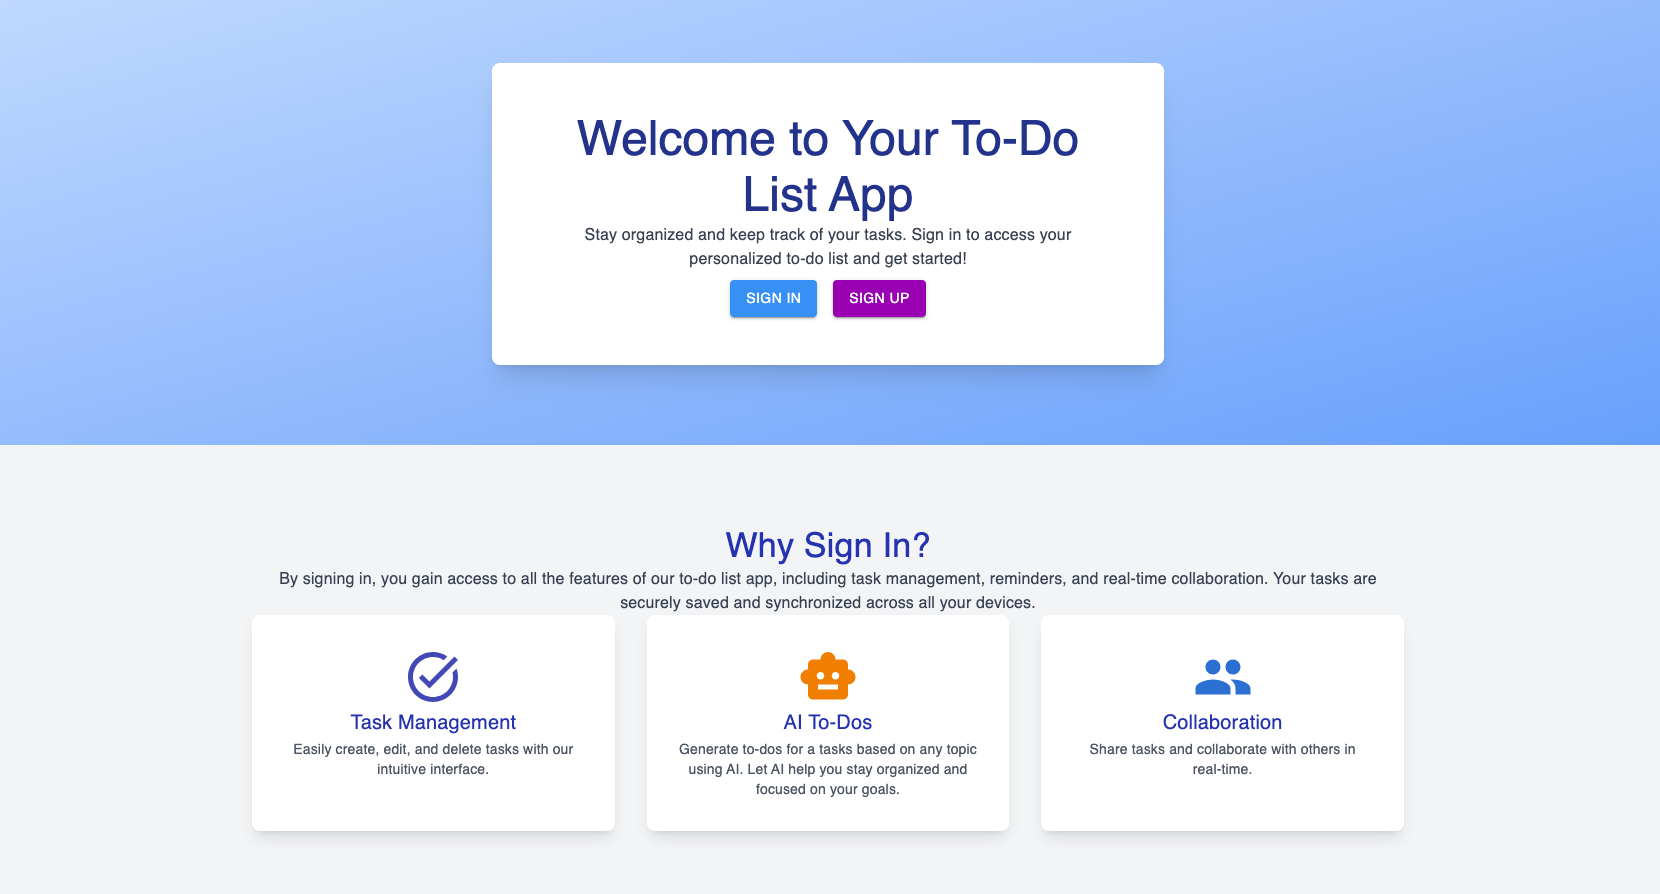 Welcome to Your To-Do
List App
Stay organized and keep track of your tasks. Sign in to access your
personalized to-do list and get started!
SIGN IN
SIGN UP
Why Sign In?
By signing in, you gain access to all the features of our to-do list app, including task management, reminders, and real-time collaboration. Your tasks are
securely saved and synchronized across all your devices.
Task Management
Easily create, edit, and delete tasks with our
intuitive interface.
AI To-Dos
Generate to-dos for a tasks based on any topic
using AI. Let AI help you stay organized and
focused on your goals.
Collaboration
Share tasks and collaborate with others in
real-time.